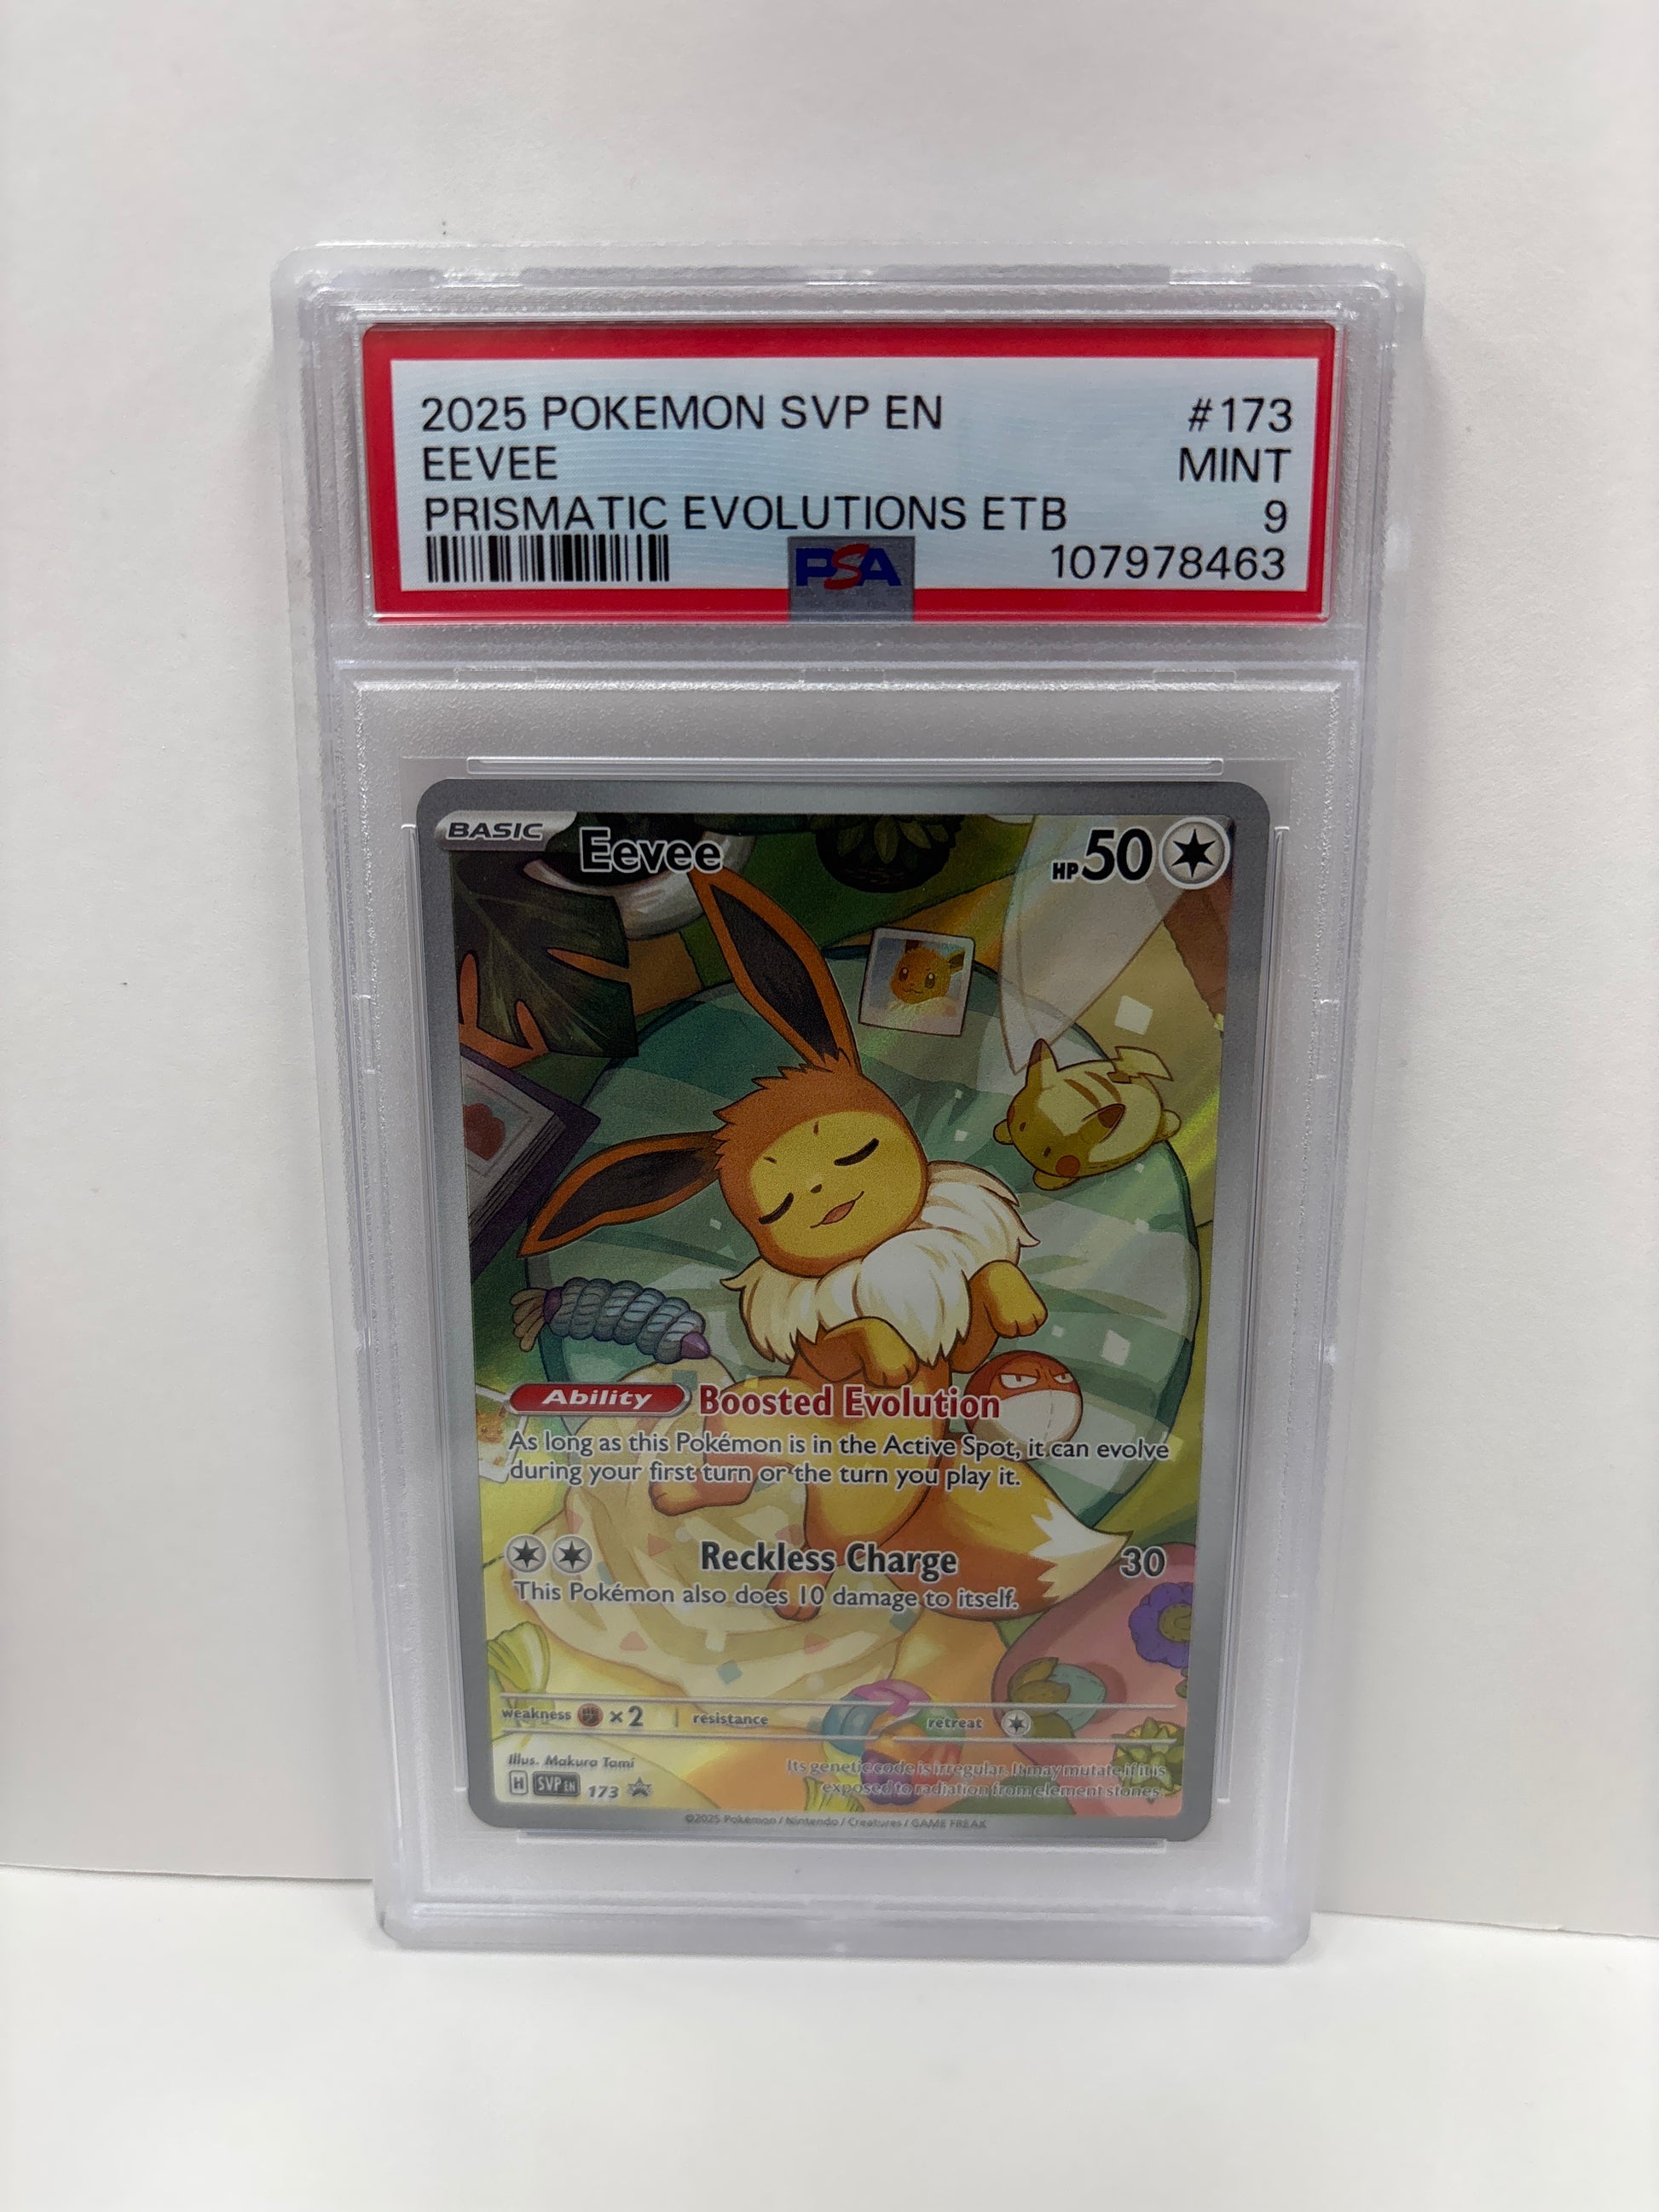 2025 POKEMON SVP EN #173
EEVEE MINT
PRISMATIC EVOLUTIONS ETB 9
PSA 107978463
BASIC Eevee HP 50
Ability Boosted Evolution
As long as this Pokémon is in the Active Spot, it can evolve
during your first turn or the turn you play it.
Reckless Charge 30
This Pokémon also does 10 damage to itself.
weakness ×2 resistance retreat
Illus. Makura Tami
Its genetic code is irregular. It may mutate if it is
exposed to radiation from element stones.
H SVP EN 173
©2025 Pokémon / Nintendo / Creatures / GAME FREAK